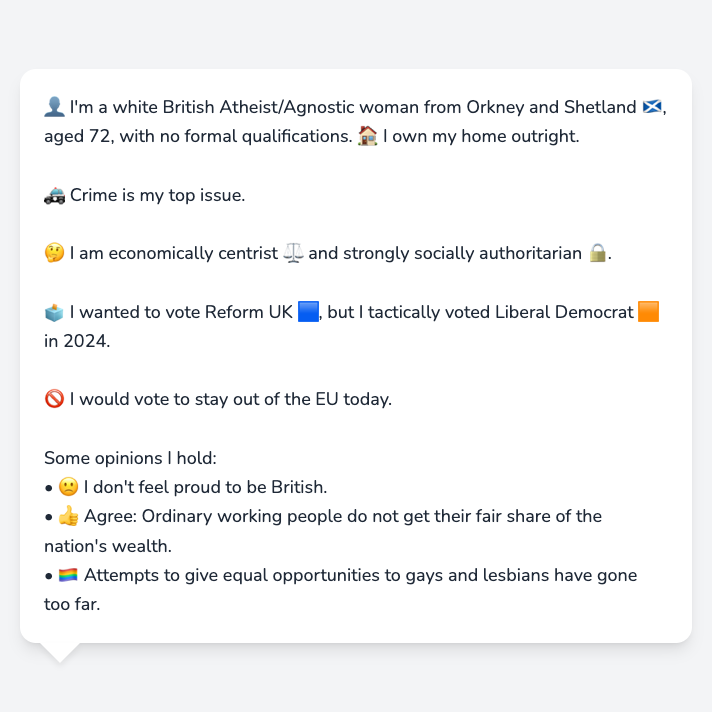 👤 I'm a white British Atheist/Agnostic woman from Orkney and Shetland 🏴󠁧󠁢󠁳󠁣󠁴󠁿,
aged 72, with no formal qualifications. 🏠 I own my home outright.
🚓 Crime is my top issue.
🤔 I am economically centrist ⚖️ and strongly socially authoritarian 🔒.
🗳️ I wanted to vote Reform UK 🟦, but I tactically voted Liberal Democrat 🟧
in 2024.
🚫 I would vote to stay out of the EU today.
Some opinions I hold:
• 🙁 I don't feel proud to be British.
• 👍 Agree: Ordinary working people do not get their fair share of the
nation's wealth.
• 🏳️‍🌈 Attempts to give equal opportunities to gays and lesbians have gone
too far.